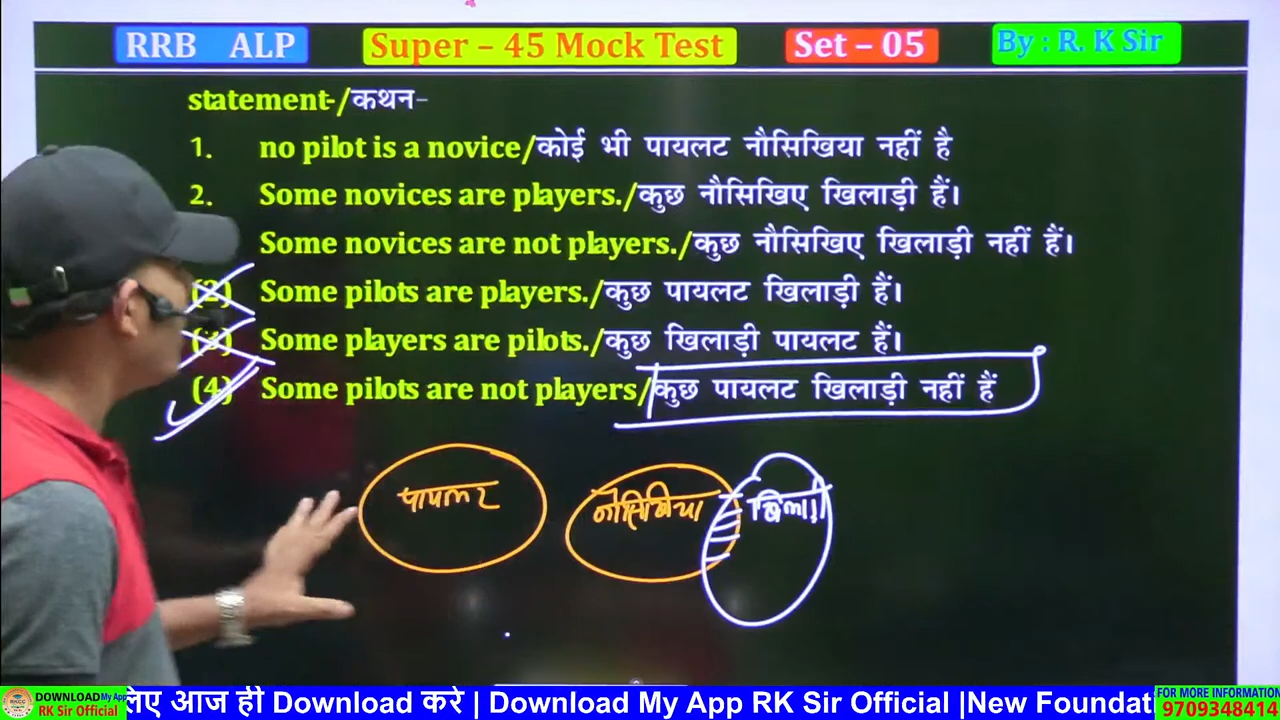 RRB ALP Super – 45 Mock Test Set – 05 By : R. K Sir
statement-/कथन-
1. no pilot is a novice/कोई भी पायलट नौसिखिया नहीं है
2. Some novices are players./कुछ नौसिखिए खिलाड़ी हैं।
Some novices are not players./कुछ नौसिखिए खिलाड़ी नहीं हैं।
(2) Some pilots are players./कुछ पायलट खिलाड़ी हैं।
(3) Some players are pilots./कुछ खिलाड़ी पायलट हैं।
(4) Some pilots are not players/कुछ पायलट खिलाड़ी नहीं हैं
पायलट नौसिखिया
DOWNLOAD My App
RK Sir Official
लिए आज ही Download करे | Download My App RK Sir Official |New Foundat
FOR MORE INFORMATION
9709348414